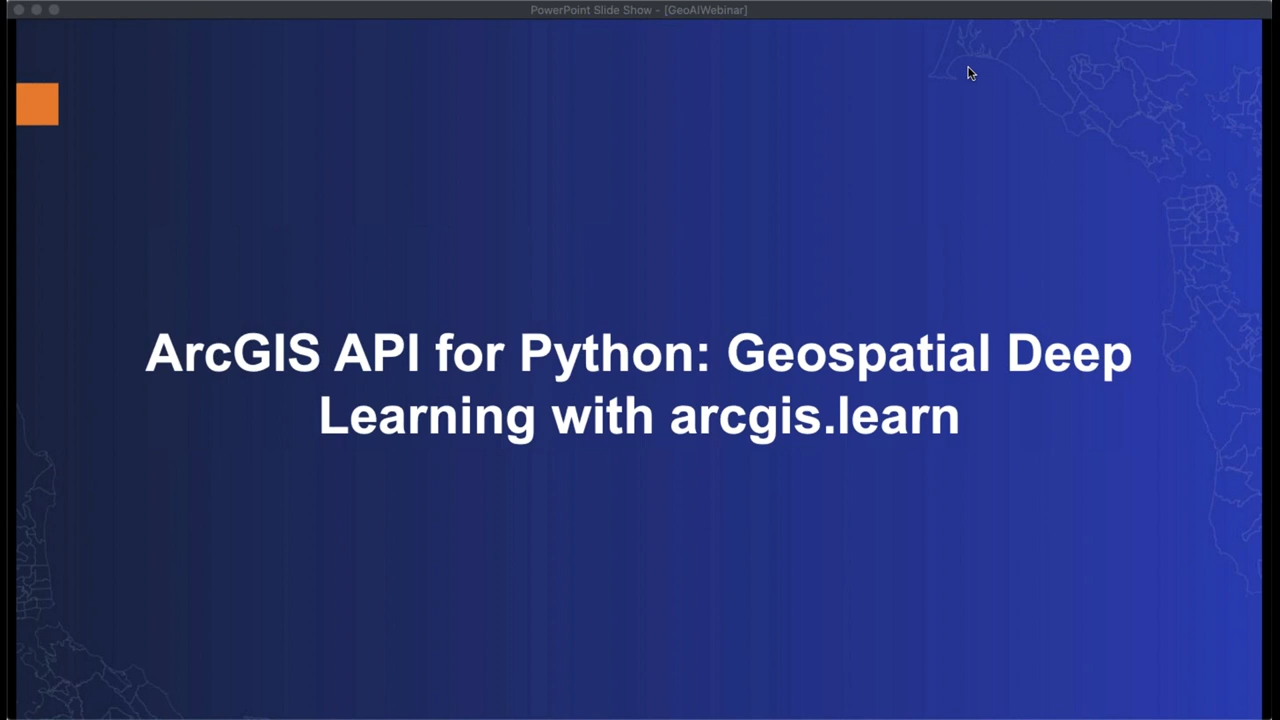 PowerPoint Slide Show - [GeoAIWebinar]
ArcGIS API for Python: Geospatial Deep
Learning with arcgis.learn